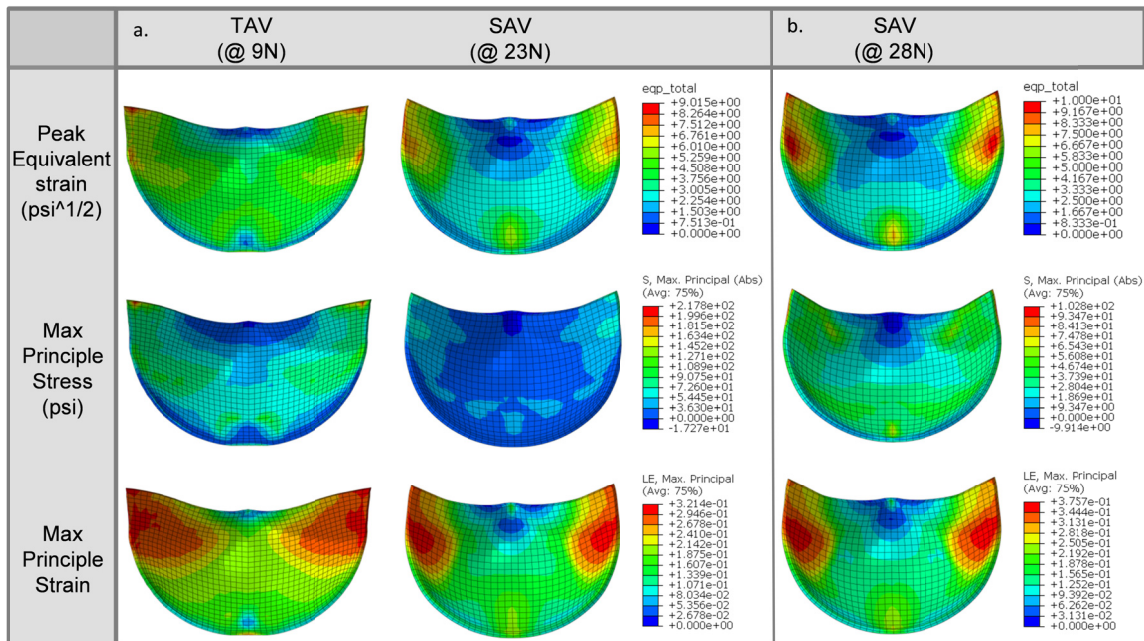 a.
TAV
(@ 9N)
SAV
(@ 23N)
b.
SAV
(@ 28N)
Peak
Equivalent
strain
(psi^1/2)
eqp_total
+9.015e+00
+8.264e+00
+7.512e+00
+6.761e+00
+6.010e+00
+5.259e+00
+4.508e+00
+3.756e+00
+3.005e+00
+2.254e+00
+1.503e+00
+7.513e-01
+0.000e+00
eqp_total
+1.000e+01
+9.167e+00
+8.333e+00
+7.500e+00
+6.667e+00
+5.833e+00
+5.000e+00
+4.167e+00
+3.333e+00
+2.500e+00
+1.667e+00
+8.333e-01
+0.000e+00
Max
Principle
Stress
(psi)
S, Max. Principal (Abs)
(Avg: 75%)
+2.178e+02
+1.996e+02
+1.815e+02
+1.634e+02
+1.452e+02
+1.271e+02
+1.089e+02
+9.075e+01
+7.260e+01
+5.445e+01
+3.630e+01
+0.000e+00
-1.727e+01
S, Max. Principal (Abs)
(Avg: 75%)
+1.028e+02
+9.347e+01
+8.413e+01
+7.478e+01
+6.543e+01
+5.608e+01
+4.674e+01
+3.739e+01
+2.804e+01
+1.869e+01
+9.347e+00
+0.000e+00
-9.914e+00
Max
Principle
Strain
LE, Max. Principal
(Avg: 75%)
+3.214e-01
+2.946e-01
+2.678e-01
+2.410e-01
+2.142e-01
+1.875e-01
+1.607e-01
+1.339e-01
+1.071e-01
+8.034e-02
+5.356e-02
+2.678e-02
+0.000e+00
LE, Max. Principal
(Avg: 75%)
+3.757e-01
+3.444e-01
+3.131e-01
+2.818e-01
+2.505e-01
+2.192e-01
+1.878e-01
+1.565e-01
+1.252e-01
+9.392e-02
+6.262e-02
+3.131e-02
+0.000e+00